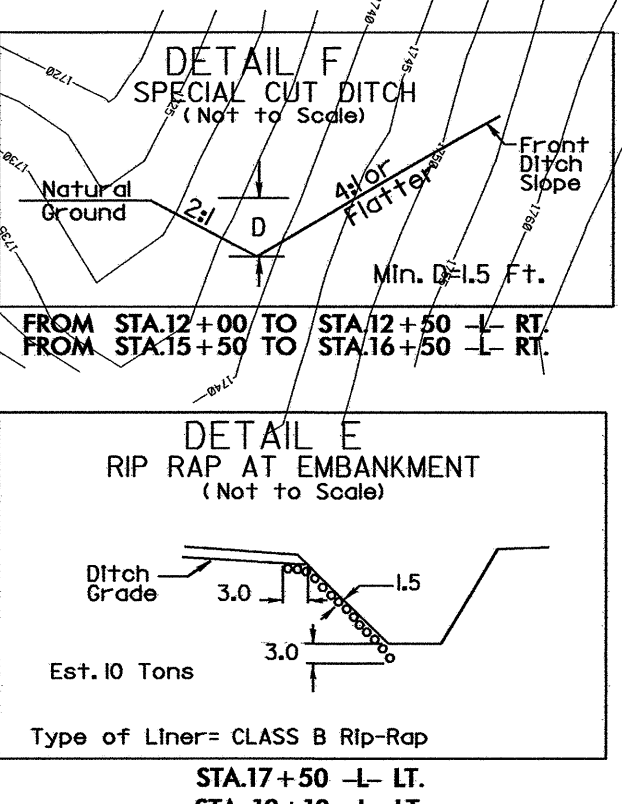 1740
1745
1720
DETAIL F
SPECIAL CUT DITCH
(Not to Scale)
1730
Natural
Ground
2:1
D
4:1 or
Flatter
1750
Front
Ditch
Slope
1760
1735
Min. D=1.5 Ft.
FROM STA.12+00 TO STA.12+50 -L- RT.
FROM STA.15+50 TO STA.16+50 -L- RT.
1740
DETAIL E
RIP RAP AT EMBANKMENT
(Not to Scale)
Ditch
Grade
3.0
1.5
3.0
Est. 10 Tons
Type of Liner= CLASS B Rip-Rap
STA.17+50 -L- LT.